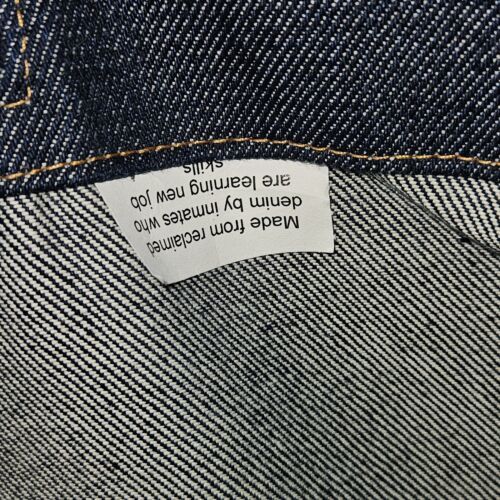 Made from reclaimed
denim by inmates who
are learning new job
skills